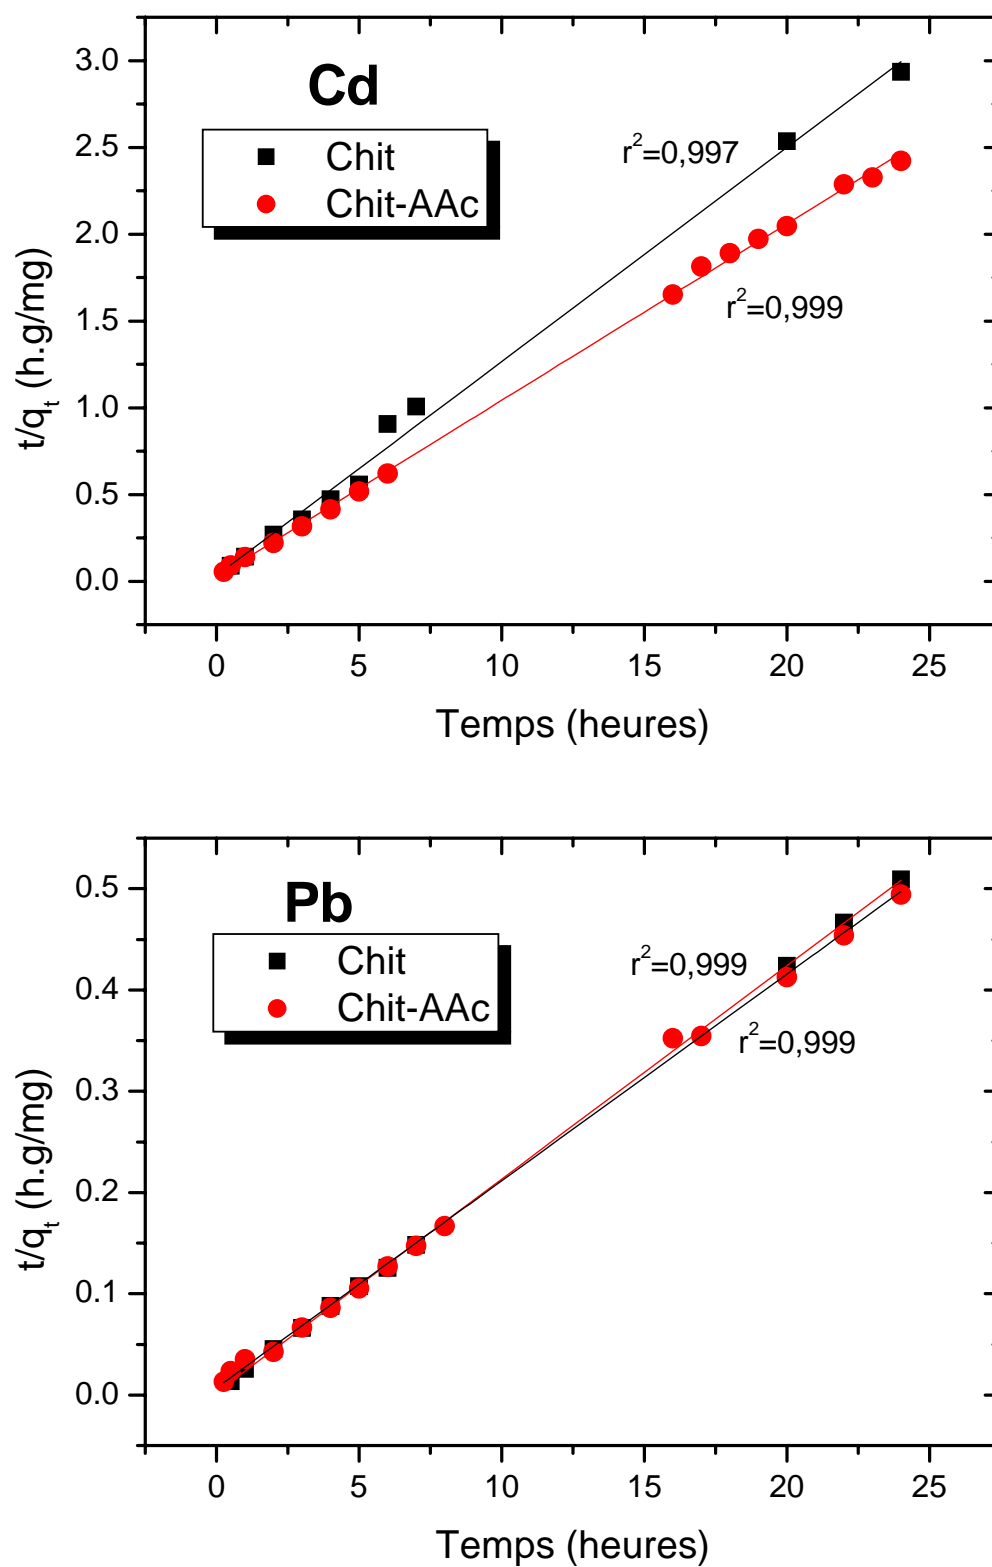 Cd
Chit
Chit-AAc
r²=0,997
r²=0,999
t/qₜ (h.g/mg)
3.0
2.5
2.0
1.5
1.0
0.5
0.0
0 5 10 15 20 25
Temps (heures)
Pb
Chit
Chit-AAc
r²=0,999
r²=0,999
t/qₜ (h.g/mg)
0.5
0.4
0.3
0.2
0.1
0.0
0 5 10 15 20 25
Temps (heures)